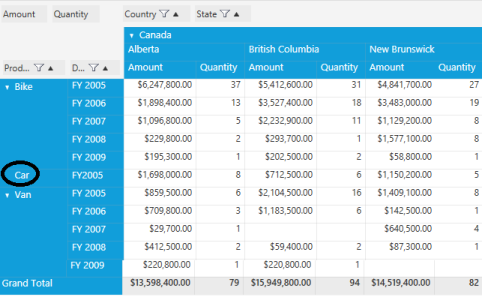 Amount Quantity Country State
Canada
Alberta British Columbia New Brunswick
Prod... D... Amount Quantity Amount Quantity Amount Quantity
Bike FY 2005 $6,247,800.00 37 $5,412,600.00 31 $4,841,700.00 27
FY 2006 $1,898,400.00 13 $3,527,400.00 18 $3,483,000.00 19
FY 2007 $1,096,800.00 5 $2,232,900.00 11 $1,129,200.00 8
FY 2008 $229,800.00 2 $293,700.00 1 $1,577,100.00 8
FY 2009 $195,300.00 1 $202,500.00 2 $58,800.00 1
Car FY2005 $1,698,000.00 8 $712,500.00 6 $1,150,200.00 5
Van FY 2005 $859,500.00 6 $2,104,500.00 16 $1,409,100.00 8
FY 2006 $709,800.00 3 $1,183,500.00 6 $142,500.00 1
FY 2007 $29,700.00 1 $640,500.00 4
FY 2008 $412,500.00 2 $59,400.00 2 $87,300.00 1
FY 2009 $220,800.00 1 $220,800.00 1
Grand Total $13,598,400.00 79 $15,949,800.00 94 $14,519,400.00 82